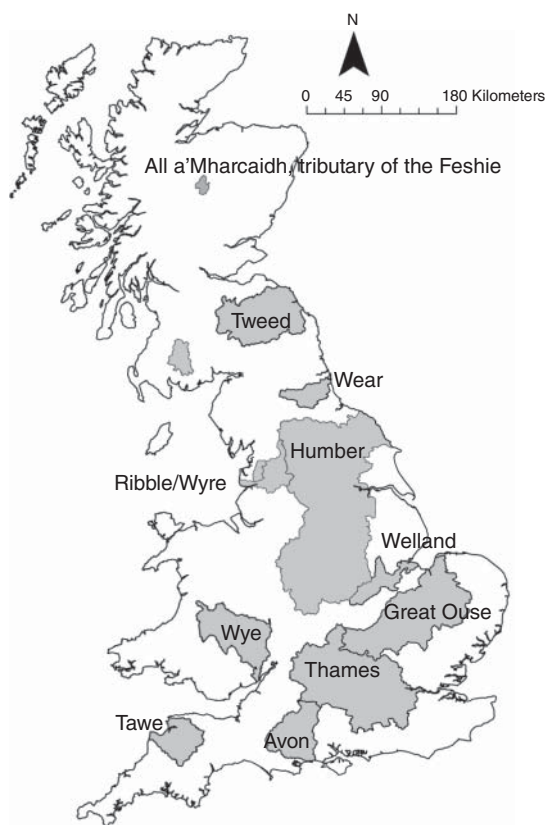 N
0 45 90 180 Kilometers
All a'Mharcaidh, tributary of the Feshie
Tweed
Wear
Humber
Ribble/Wyre
Welland
Great Ouse
Wye
Thames
Tawe
Avon